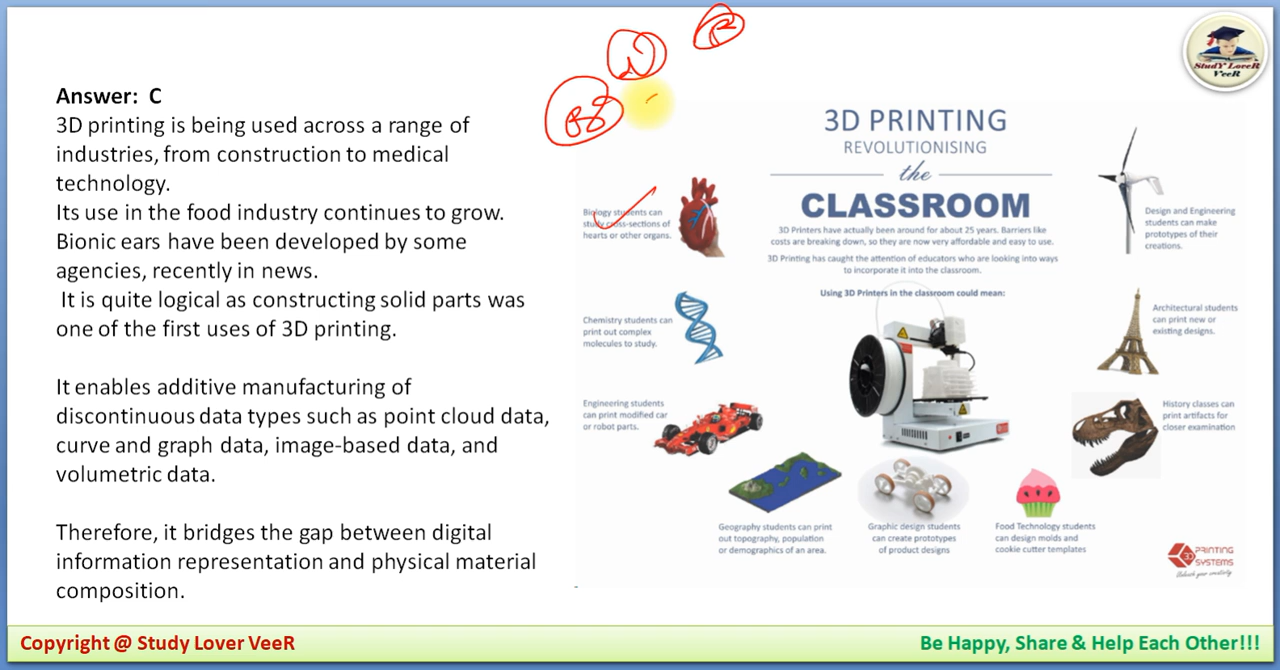 Answer: C
3D printing is being used across a range of
industries, from construction to medical
technology.
Its use in the food industry continues to grow.
Bionic ears have been developed by some
agencies, recently in news.
It is quite logical as constructing solid parts was
one of the first uses of 3D printing.
It enables additive manufacturing of
discontinuous data types such as point cloud data,
curve and graph data, image-based data, and
volumetric data.
Therefore, it bridges the gap between digital
information representation and physical material
composition.
StudY LoveR
VeeR
3D PRINTING
REVOLUTIONISING
the
CLASSROOM
3D Printers have actually been around for about 25 years. Barriers like
costs are breaking down, so they are now very affordable and easy to use.
3D Printing has caught the attention of educators who are looking into ways
to incorporate it into the classroom.
Using 3D Printers in the classroom could mean:
Biology students can
study cross-sections of
hearts or other organs.
Design and Engineering
students can make
prototypes of their
creations.
Chemistry students can
print out complex
molecules to study.
Architectural students
can print new or
existing designs.
Engineering students
can print modified car
or robot parts.
History classes can
print artifacts for
closer examination
Geography students can print
out topography, population
or demographics of an area.
Graphic design students
can create prototypes
of product designs
Food Technology students
can design molds and
cookie cutter templates
3D PRINTING
SYSTEMS
Unleash your creativity
Copyright @ Study Lover VeeR
Be Happy, Share & Help Each Other!!!